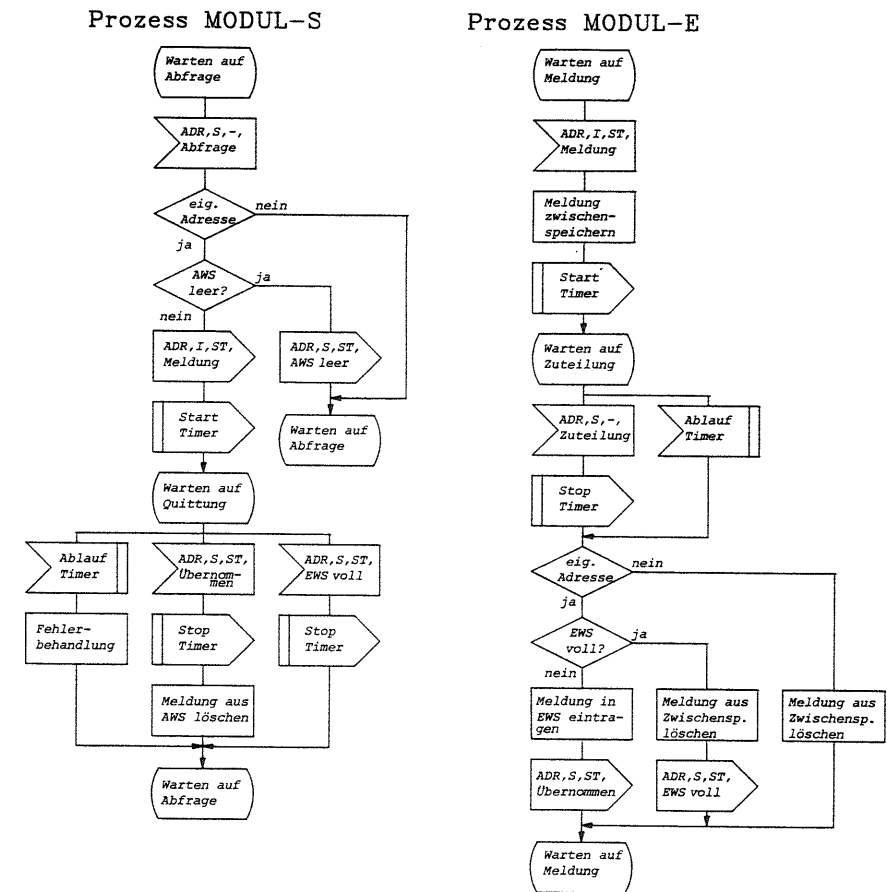 Prozess MODUL-S
Warten auf
Abfrage
ADR,S,-,
Abfrage
eig.
Adresse
nein
ja
AWS
leer?
ja
nein
ADR,I,ST,
Meldung
ADR,S,ST,
AWS leer
Start
Timer
Warten auf
Abfrage
Warten auf
Quittung
Ablauf
Timer
ADR,S,ST,
Übernom-
men
ADR,S,ST,
EWS voll
Fehler-
behandlung
Stop
Timer
Stop
Timer
Meldung aus
AWS löschen
Warten auf
Abfrage
Prozess MODUL-E
Warten auf
Meldung
ADR,I,ST,
Meldung
Meldung
zwischen-
speichern
Start
Timer
Warten auf
Zuteilung
ADR,S,-,
Zuteilung
Ablauf
Timer
Stop
Timer
eig.
Adresse
nein
ja
EWS
voll?
ja
nein
Meldung in
EWS eintra-
gen
Meldung aus
Zwischensp.
löschen
Meldung aus
Zwischensp.
löschen
ADR,S,ST,
Übernommen
ADR,S,ST,
EWS voll
Warten auf
Meldung